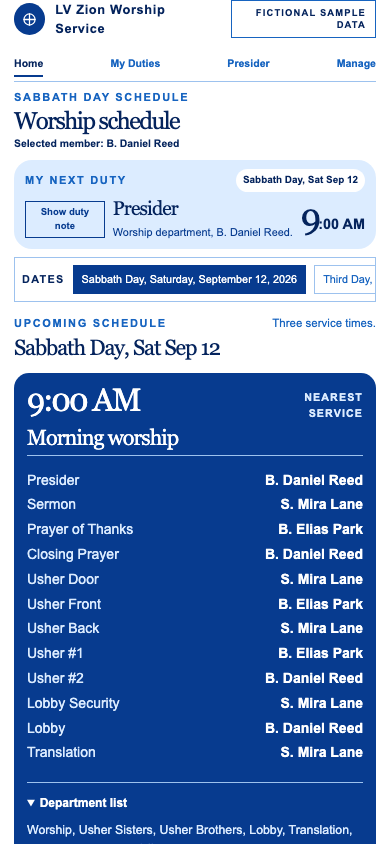 LV Zion Worship
Service
FICTIONAL SAMPLE
DATA
Home My Duties Presider Manage
SABBATH DAY SCHEDULE
Worship schedule
Selected member: B. Daniel Reed
MY NEXT DUTY
Sabbath Day, Sat Sep 12
Show duty
note
Presider
Worship department, B. Daniel Reed.
9:00 AM
DATES
Sabbath Day, Saturday, September 12, 2026
Third Day,
UPCOMING SCHEDULE
Three service times.
Sabbath Day, Sat Sep 12
9:00 AM
NEAREST
SERVICE
Morning worship
Presider B. Daniel Reed
Sermon S. Mira Lane
Prayer of Thanks B. Elias Park
Closing Prayer B. Daniel Reed
Usher Door S. Mira Lane
Usher Front B. Elias Park
Usher Back S. Mira Lane
Usher #1 B. Elias Park
Usher #2 B. Daniel Reed
Lobby Security S. Mira Lane
Lobby B. Daniel Reed
Translation S. Mira Lane
▼ Department list
Worship, Usher Sisters, Usher Brothers, Lobby, Translation,